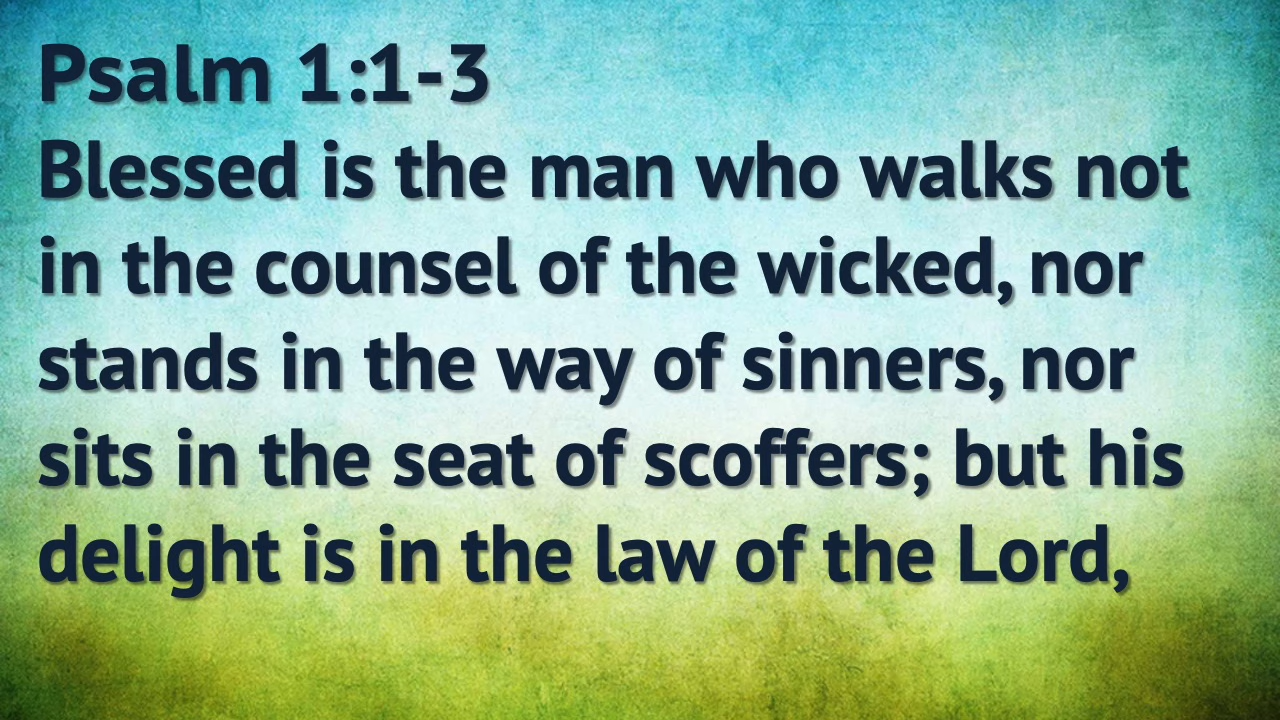 Psalm 1:1-3
Blessed is the man who walks not
in the counsel of the wicked, nor
stands in the way of sinners, nor
sits in the seat of scoffers; but his
delight is in the law of the Lord,